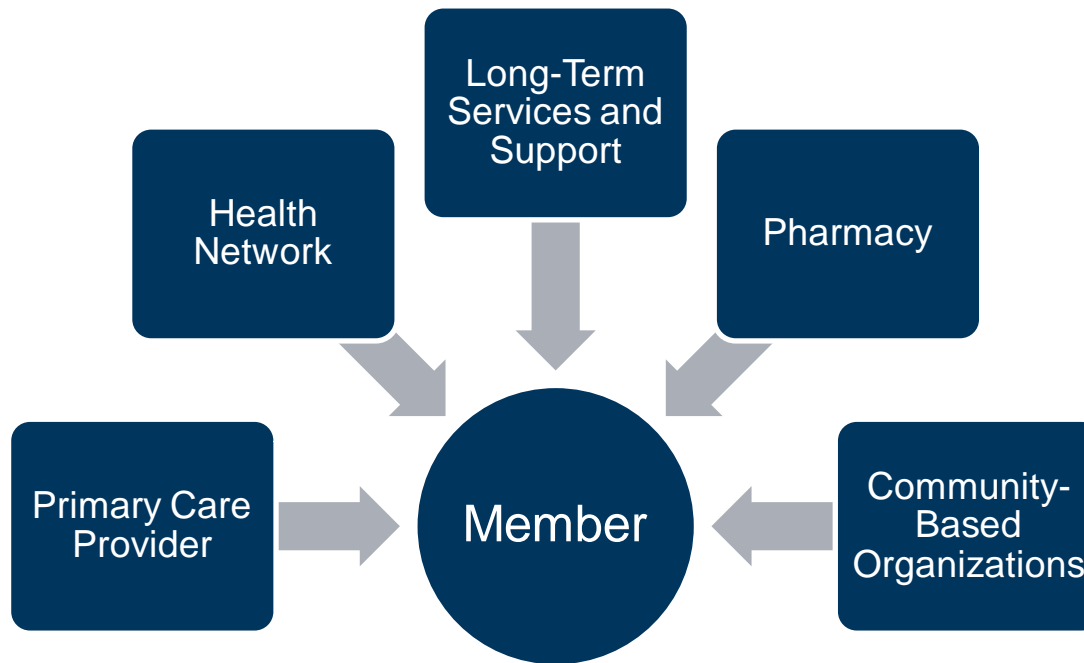 Long-Term
Services and
Support
Health
Network
Pharmacy
Primary Care
Provider
Member
Community-
Based
Organizations